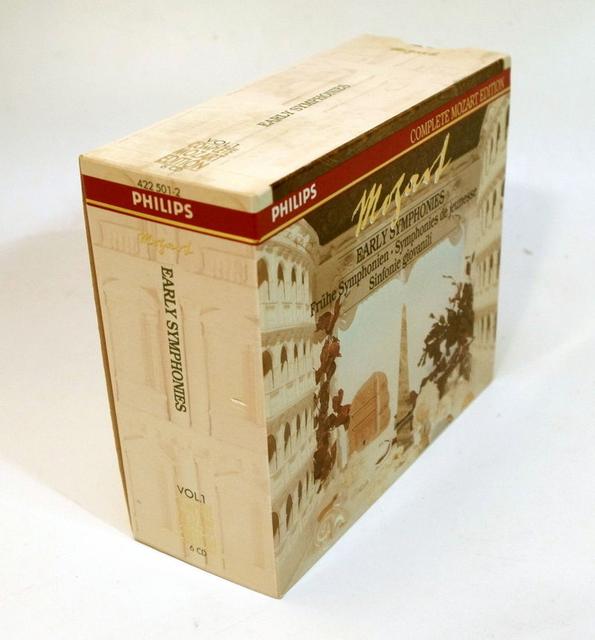 EARLY SYMPHONIES
422 501-2
PHILIPS
Mozart
EARLY SYMPHONIES
VOL.1
6 CD
COMPLETE MOZART EDITION
PHILIPS
Mozart
EARLY SYMPHONIES
Frühe Symphonien · Symphonies de jeunesse
Sinfonie giovanili